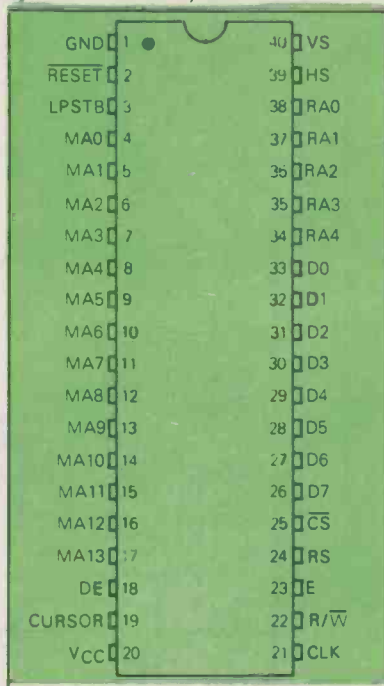 GND 1 40 VS
RESET 2 39 HS
LPSTB 3 38 RA0
MA0 4 37 RA1
MA1 5 36 RA2
MA2 6 35 RA3
MA3 7 34 RA4
MA4 8 33 D0
MA5 9 32 D1
MA6 10 31 D2
MA7 11 30 D3
MA8 12 29 D4
MA9 13 28 D5
MA10 14 27 D6
MA11 15 26 D7
MA12 16 25 CS
MA13 17 24 RS
DE 18 23 E
CURSOR 19 22 R/W
VCC 20 21 CLK